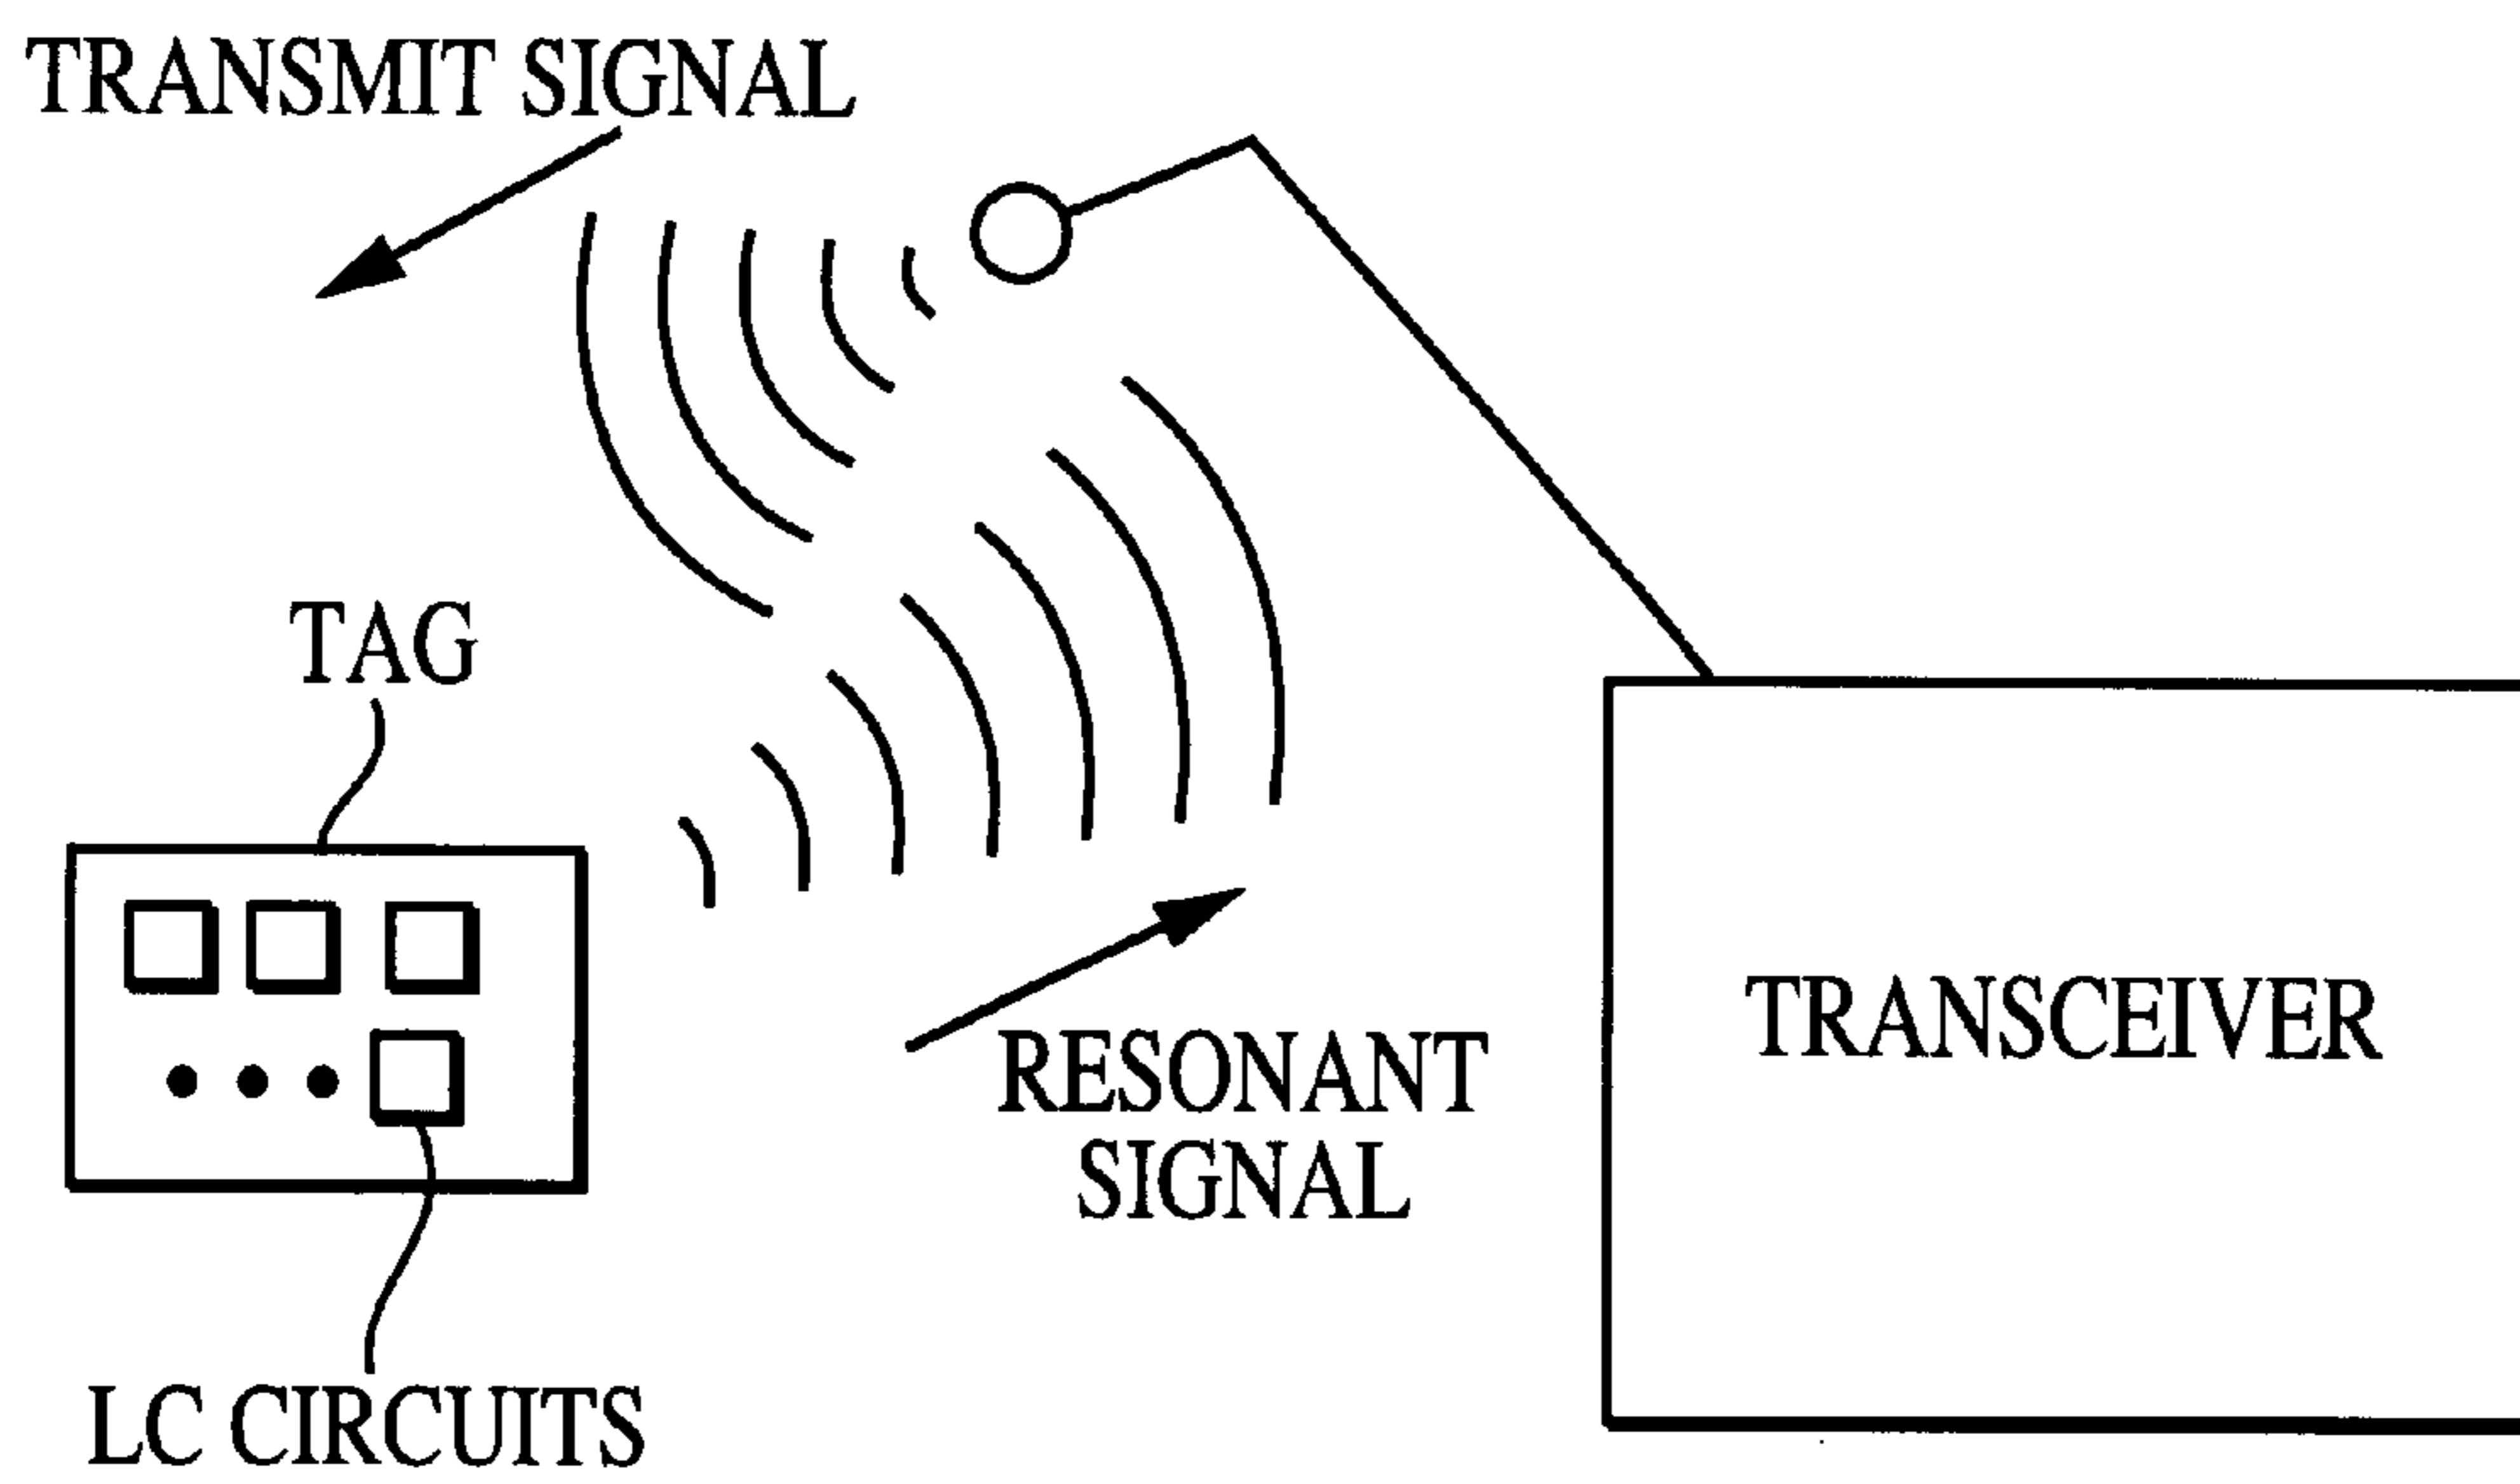 TRANSMIT SIGNAL
TAG
TRANSCEIVER
RESONANT
SIGNAL
LC CIRCUITS